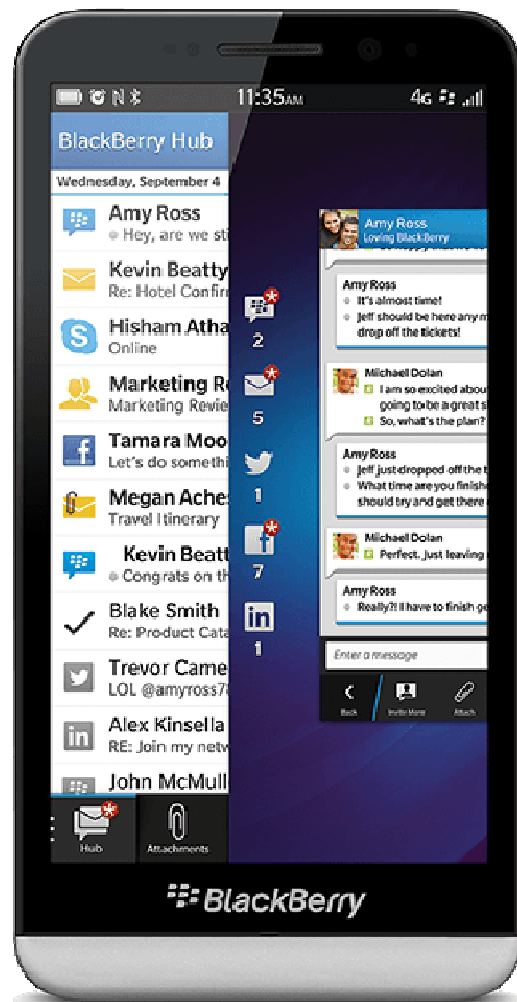 11:35AM
4G
BlackBerry Hub
Wednesday, September 4
Amy Ross
Hey, are we sti
Kevin Beatty
Re: Hotel Confir
Hisham Atha
Online
Marketing R
Marketing Revie
Tamara Moo
Let's do somethi
Megan Aches
Travel Itinerary
Kevin Beatt
Congrats on th
Blake Smith
Re: Product Cata
Trevor Came
LOL @amyross78
Alex Kinsella
RE: Join my netw
John McMull
Hub
Attachments
2
5
1
7
1
Amy Ross
Loving BlackBerry
Amy Ross
It's almost time!
Jeff should be here any m
drop off the tickets!
Michael Dolan
I am so excited abou
going to be a great s
So, what's the plan?
Amy Ross
Jeff just dropped off the t
What time are you finish
should try and get there
Michael Dolan
Perfect. Just leaving
Amy Ross
Really?! I have to finish ge
Enter a message
Back
Invite More
Attach
BlackBerry